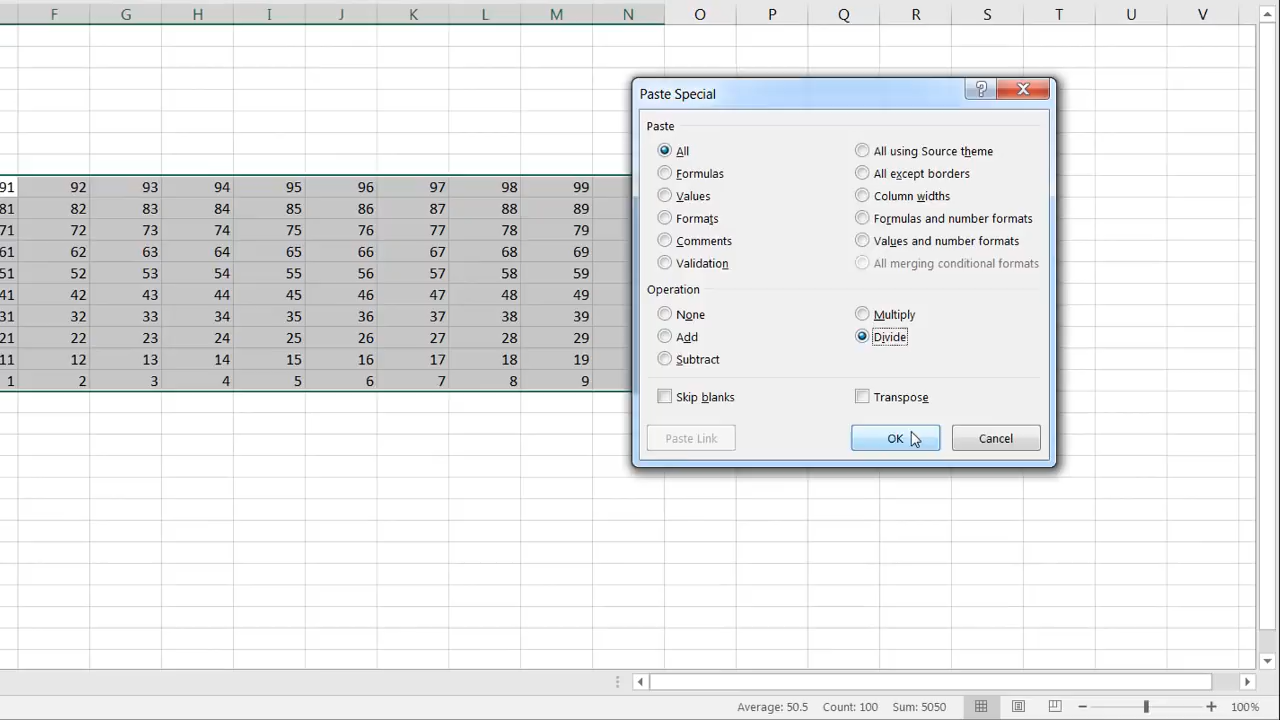 F G H I J K L M N O P Q R S T U V
Paste Special
Paste
All All using Source theme
91 92 93 94 95 96 97 98 99
Formulas All except borders
81 82 83 84 85 86 87 88 89
Values Column widths
71 72 73 74 75 76 77 78 79
Formats Formulas and number formats
61 62 63 64 65 66 67 68 69
Comments Values and number formats
51 52 53 54 55 56 57 58 59
Validation All merging conditional formats
41 42 43 44 45 46 47 48 49
Operation
31 32 33 34 35 36 37 38 39
None Multiply
21 22 23 24 25 26 27 28 29
Add Divide
11 12 13 14 15 16 17 18 19
Subtract
1 2 3 4 5 6 7 8 9
Skip blanks Transpose
Paste Link OK Cancel
Average: 50.5 Count: 100 Sum: 5050 100%